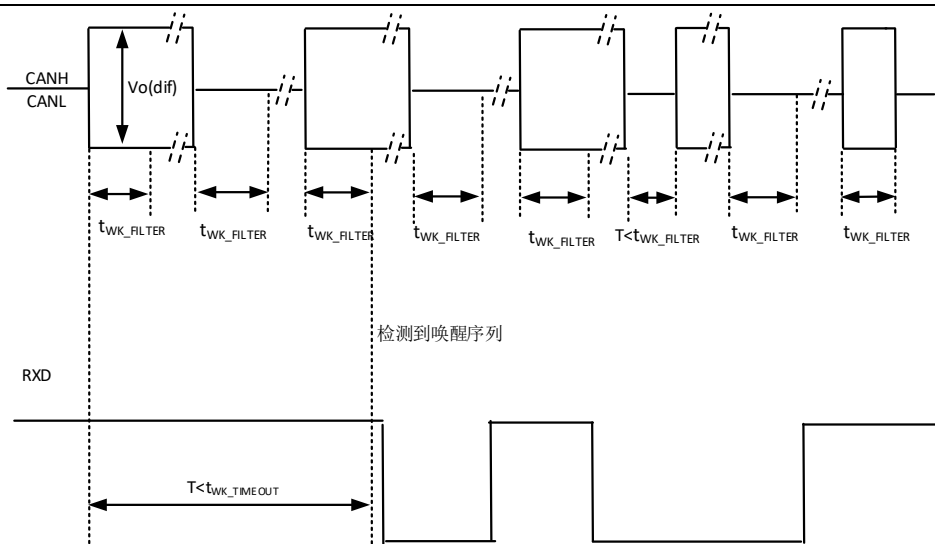 CANH
CANL
Vo(dif)
tWK_FILTER
tWK_FILTER
tWK_FILTER
tWK_FILTER
tWK_FILTER
T<tWK_FILTER
tWK_FILTER
tWK_FILTER
检测到唤醒序列
RXD
T<tWK_TIMEOUT